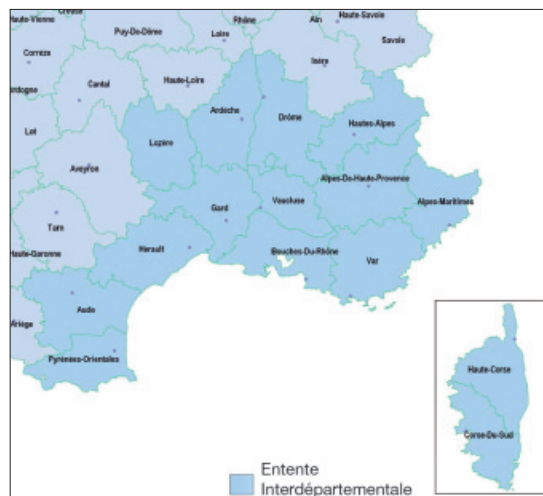 Creuse
Haute-Vienne
Puy-De-Dôme
Loire
Rhône
Ain
Haute-Savoie
Savoie
Corrèze
Isère
Cantal
Haute-Loire
Ardèche
Drôme
Lot
Lozère
Hautes-Alpes
Aveyron
Alpes-De-Haute-Provence
Gard
Vaucluse
Alpes-Maritimes
Tarn
Haute-Garonne
Herault
Bouches-Du-Rhône
Var
Aude
Ariège
Pyrénées-Orientales
Haute-Corse
Corse-Du-Sud
Entente
Interdépartementale